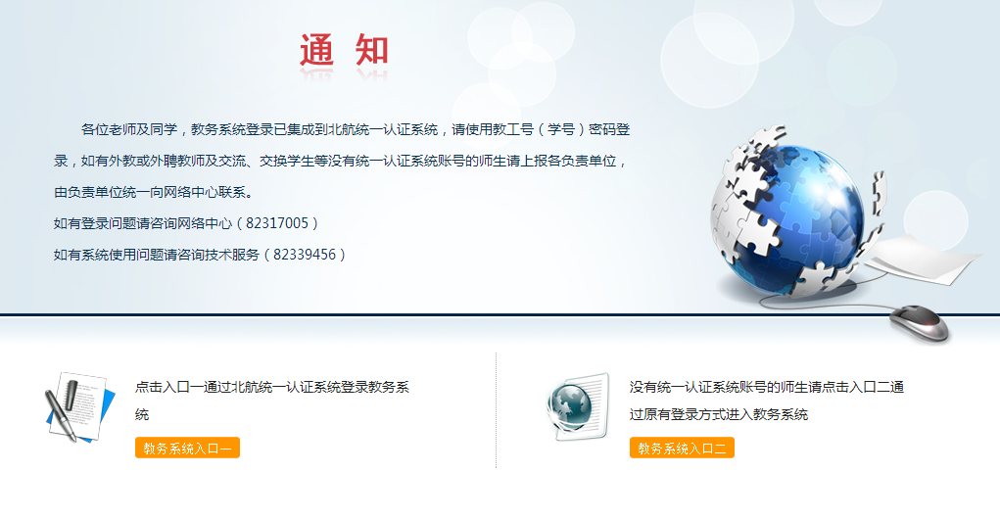 通 知
各位老师及同学，教务系统登录已集成到北航统一认证系统，请使用教工号（学号）密码登
录，如有外教或外聘教师及交流、交换学生等没有统一认证系统账号的师生请上报各负责单位，
由负责单位统一向网络中心联系。
如有登录问题请咨询网络中心（82317005）
如有系统使用问题请咨询技术服务（82339456）
点击入口一通过北航统一认证系统登录教务系
统
教务系统入口一
没有统一认证系统账号的师生请点击入口二通
过原有登录方式进入教务系统
教务系统入口二